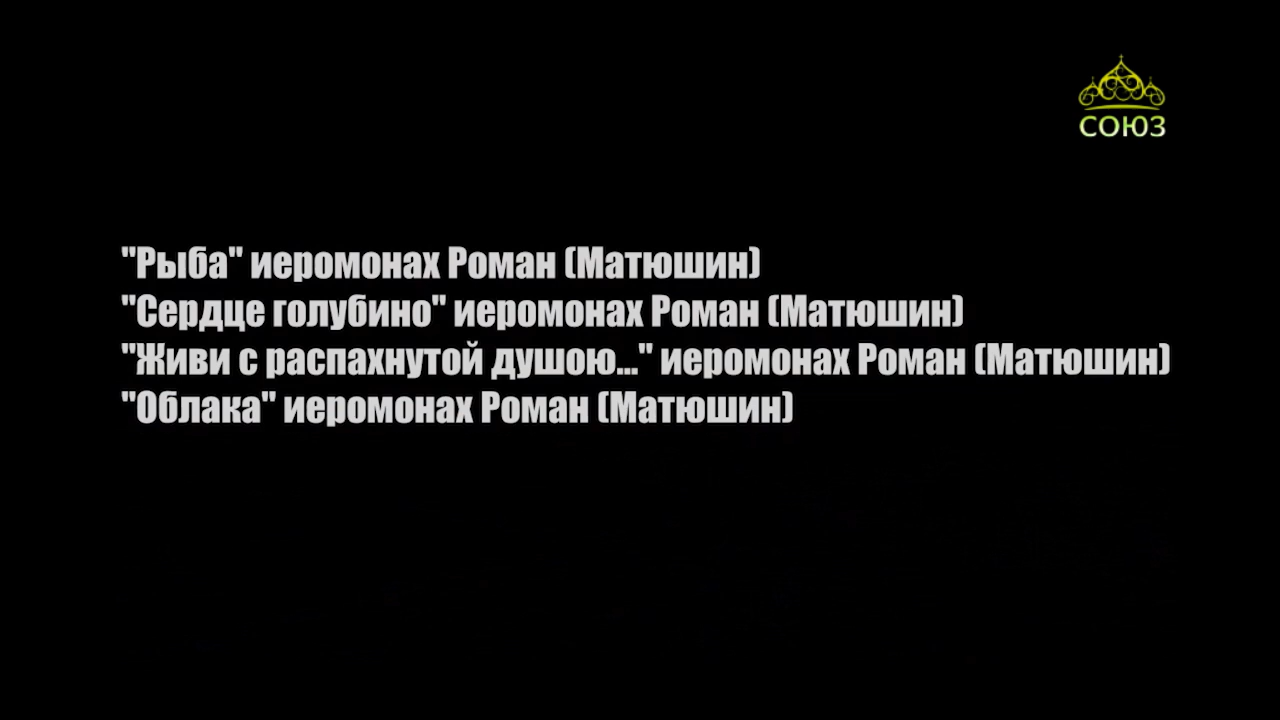 СОЮЗ
"Рыба" иеромонах Роман (Матюшин)
"Сердце голубино" иеромонах Роман (Матюшин)
"Живи с распахнутой душою..." иеромонах Роман (Матюшин)
"Облака" иеромонах Роман (Матюшин)